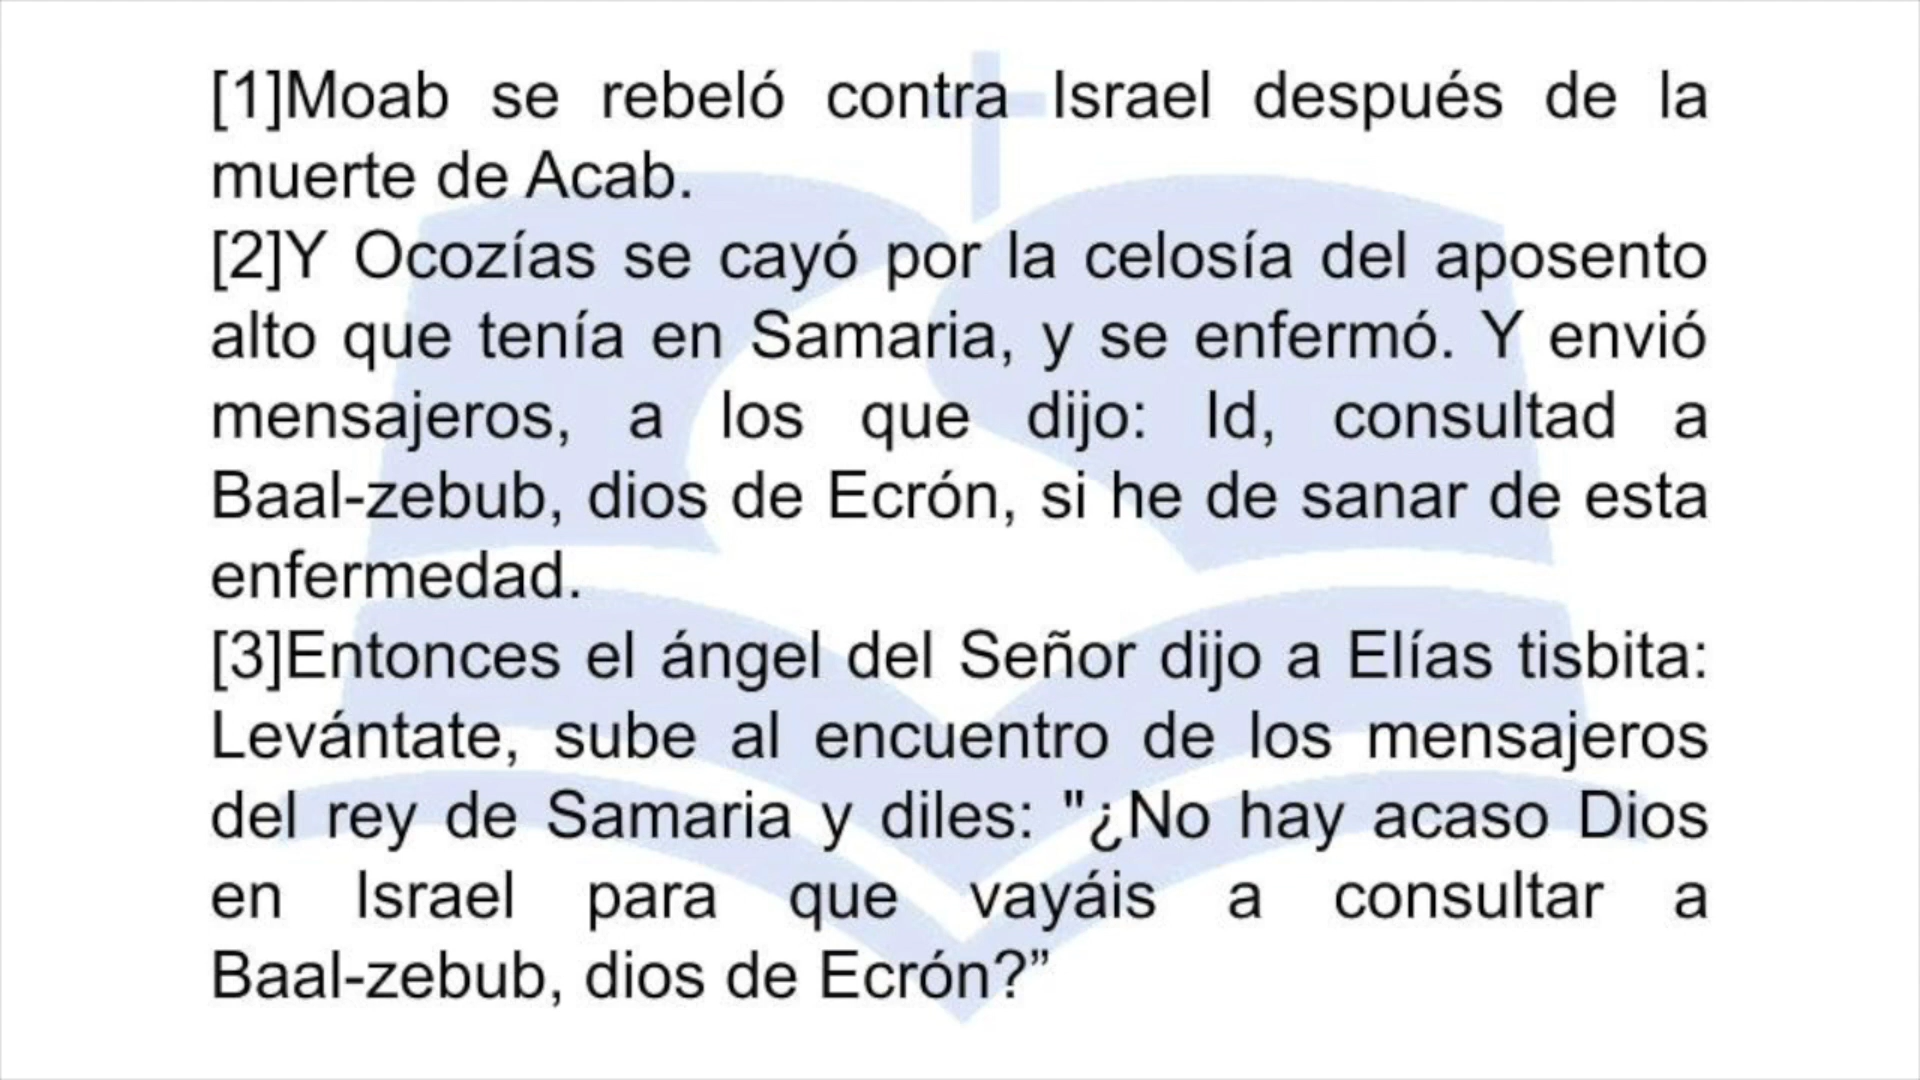 [1]Moab se rebeló contra Israel después de la
muerte de Acab.
[2]Y Ocozías se cayó por la celosía del aposento
alto que tenía en Samaria, y se enfermó. Y envió
mensajeros, a los que dijo: Id, consultad a
Baal-zebub, dios de Ecrón, si he de sanar de esta
enfermedad.
[3]Entonces el ángel del Señor dijo a Elías tisbita:
Levántate, sube al encuentro de los mensajeros
del rey de Samaria y diles: "¿No hay acaso Dios
en Israel para que vayáis a consultar a
Baal-zebub, dios de Ecrón?”